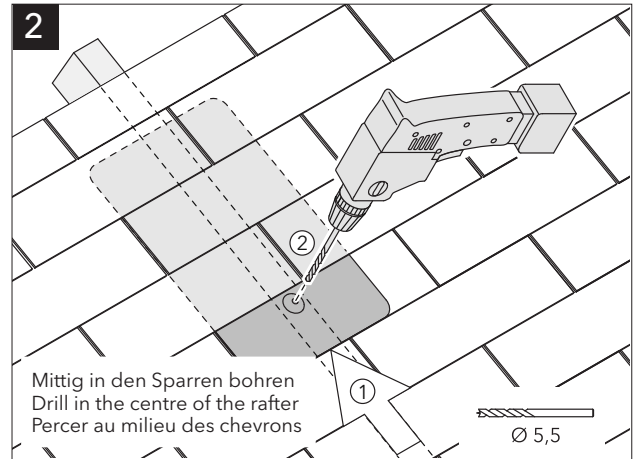 2
②
Mittig in den Sparren bohren
Drill in the centre of the rafter
Percer au milieu des chevrons
①
Ø 5,5